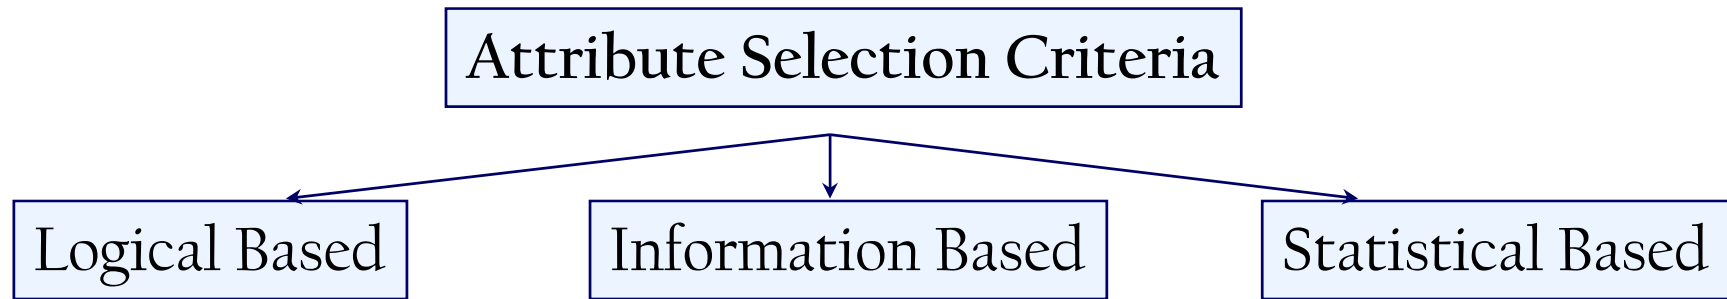 Attribute Selection Criteria
Logical Based
Information Based
Statistical Based